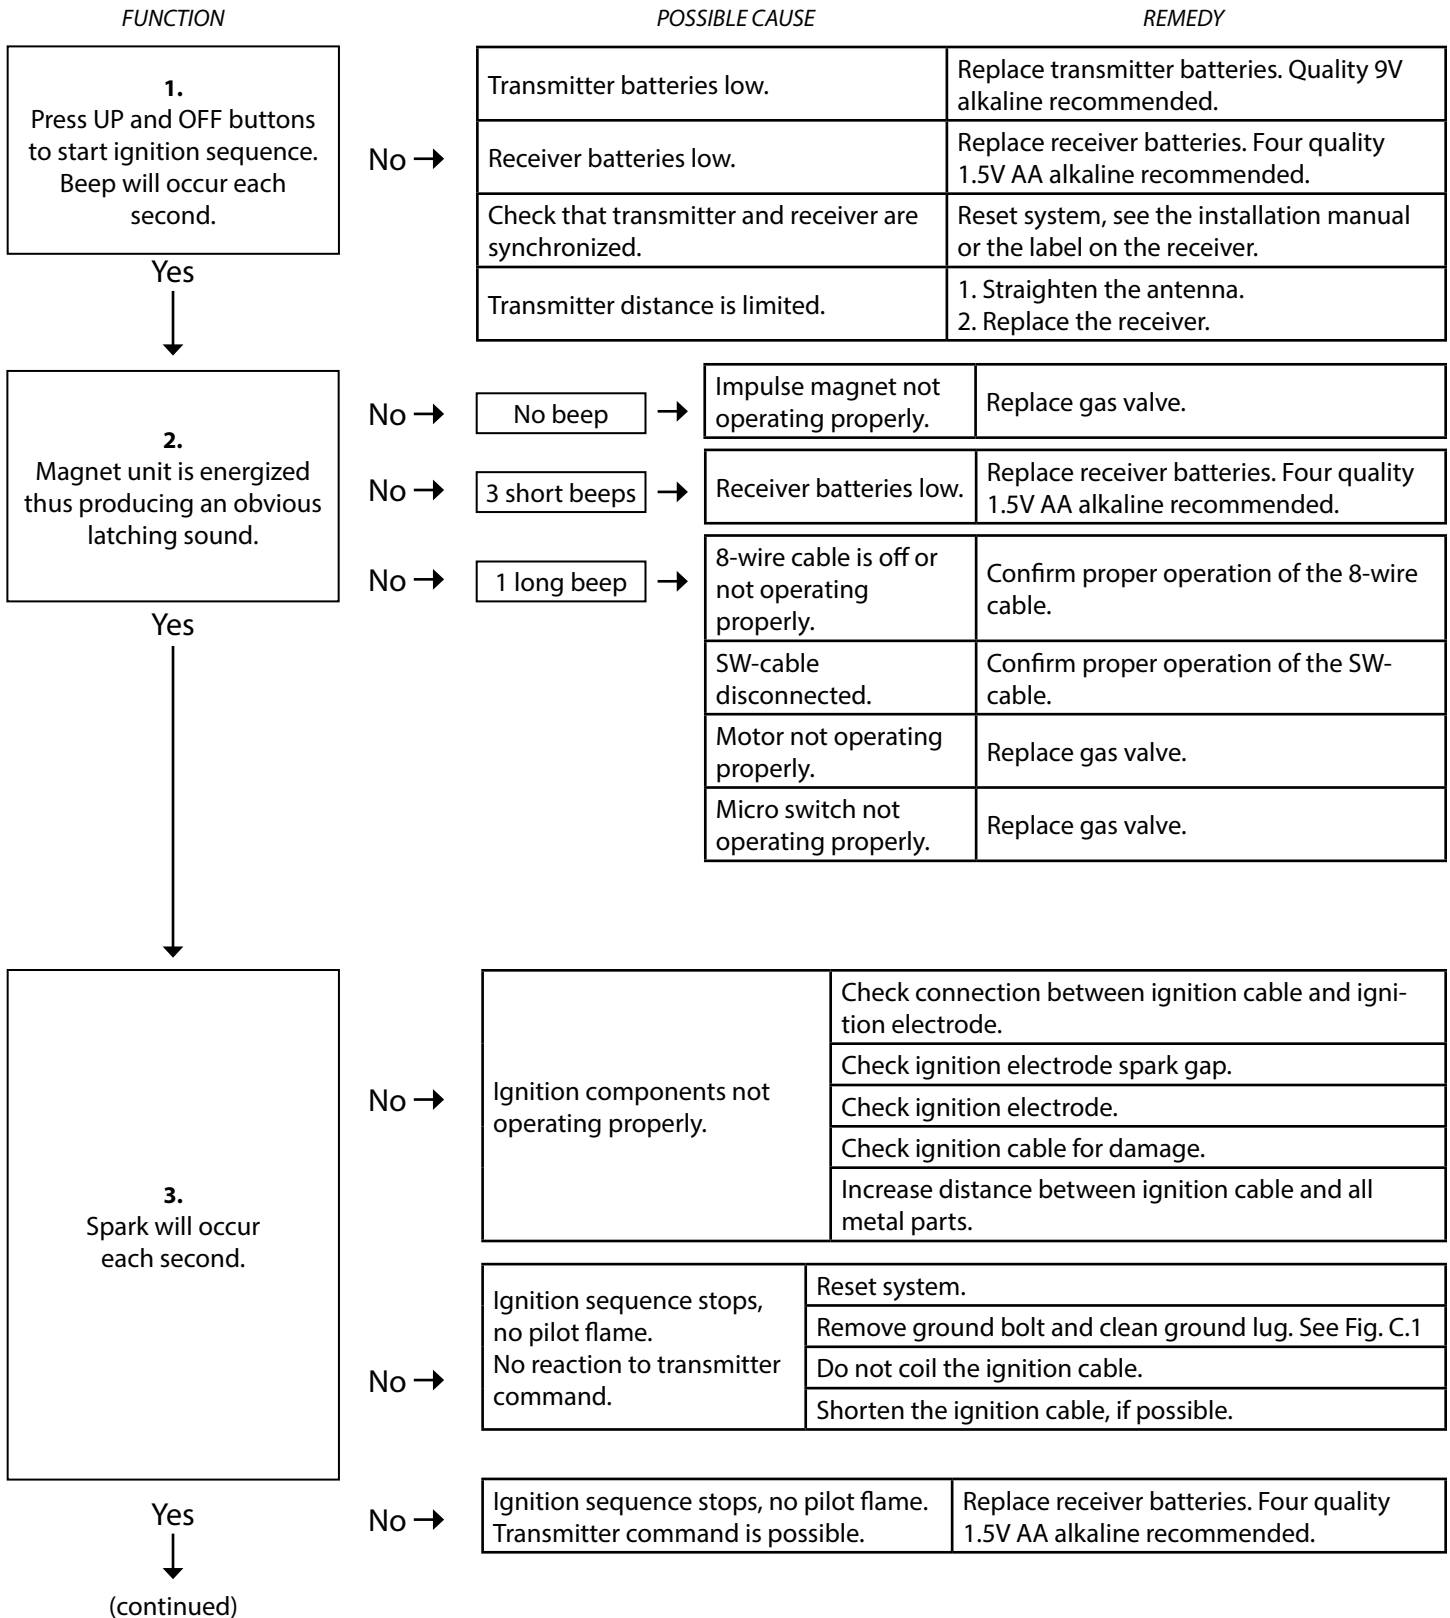 FUNCTION
POSSIBLE CAUSE
REMEDY
1.
Press UP and OFF buttons
to start ignition sequence.
Beep will occur each
second.
No →
Transmitter batteries low.
Replace transmitter batteries. Quality 9V
alkaline recommended.
Receiver batteries low.
Replace receiver batteries. Four quality
1.5V AA alkaline recommended.
Check that transmitter and receiver are
synchronized.
Reset system, see the installation manual
or the label on the receiver.
Transmitter distance is limited.
1. Straighten the antenna.
2. Replace the receiver.
Yes
2.
Magnet unit is energized
thus producing an obvious
latching sound.
No →
No beep
Impulse magnet not
operating properly.
Replace gas valve.
No →
3 short beeps
Receiver batteries low.
Replace receiver batteries. Four quality
1.5V AA alkaline recommended.
No →
1 long beep
8-wire cable is off or
not operating
properly.
Confirm proper operation of the 8-wire
cable.
SW-cable
disconnected.
Confirm proper operation of the SW-
cable.
Motor not operating
properly.
Replace gas valve.
Micro switch not
operating properly.
Replace gas valve.
Yes
3.
Spark will occur
each second.
No →
Ignition components not
operating properly.
Check connection between ignition cable and igni-
tion electrode.
Check ignition electrode spark gap.
Check ignition electrode.
Check ignition cable for damage.
Increase distance between ignition cable and all
metal parts.
No →
Ignition sequence stops,
no pilot flame.
No reaction to transmitter
command.
Reset system.
Remove ground bolt and clean ground lug. See Fig. C.1
Do not coil the ignition cable.
Shorten the ignition cable, if possible.
No →
Ignition sequence stops, no pilot flame.
Transmitter command is possible.
Replace receiver batteries. Four quality
1.5V AA alkaline recommended.
Yes
(continued)